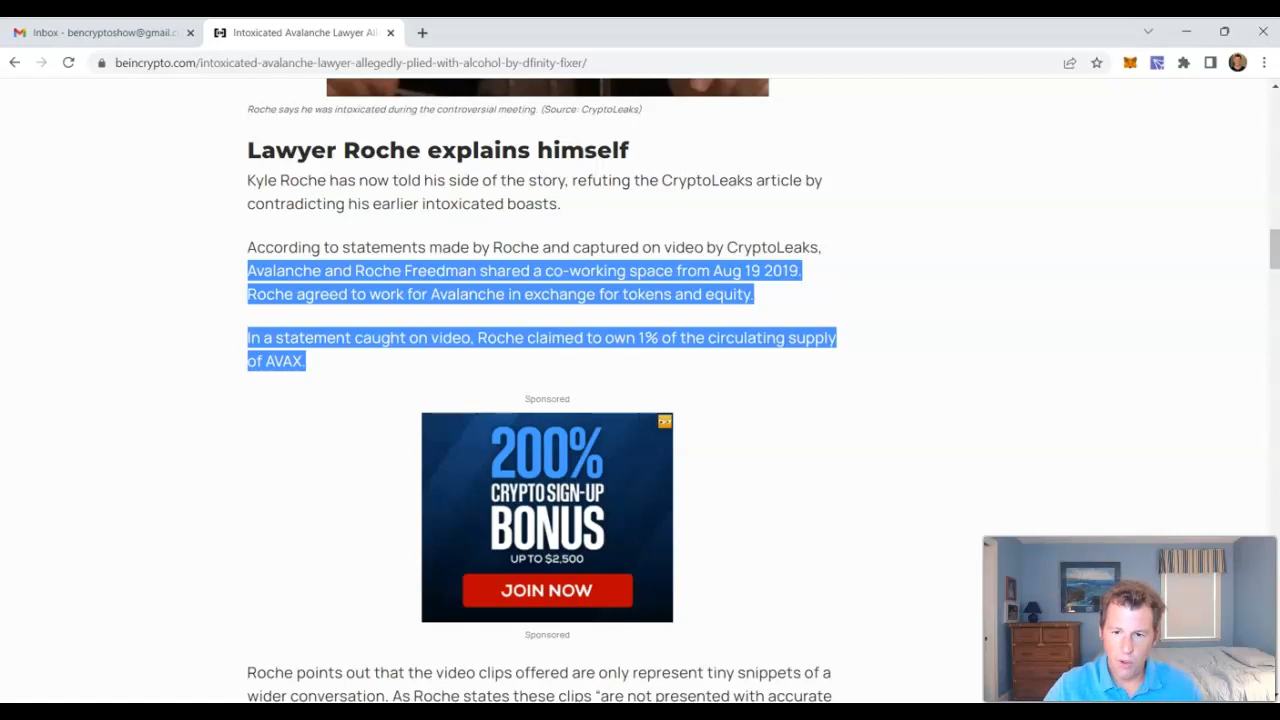 Inbox - bencryptoshow@gmail.c
Intoxicated Avalanche Lawyer All
beincrypto.com/intoxicated-avalanche-lawyer-allegedly-plied-with-alcohol-by-dfinity-fixer/
Roche says he was intoxicated during the controversial meeting. (Source: CryptoLeaks)
Lawyer Roche explains himself
Kyle Roche has now told his side of the story, refuting the CryptoLeaks article by
contradicting his earlier intoxicated boasts.
According to statements made by Roche and captured on video by CryptoLeaks,
Avalanche and Roche Freedman shared a co-working space from Aug 19 2019.
Roche agreed to work for Avalanche in exchange for tokens and equity.
In a statement caught on video, Roche claimed to own 1% of the circulating supply
of AVAX.
Sponsored
200%
CRYPTO SIGN-UP
BONUS
UP TO $2,500
JOIN NOW
Sponsored
Roche points out that the video clips offered are only represent tiny snippets of a
wider conversation. As Roche states these clips “are not presented with accurate